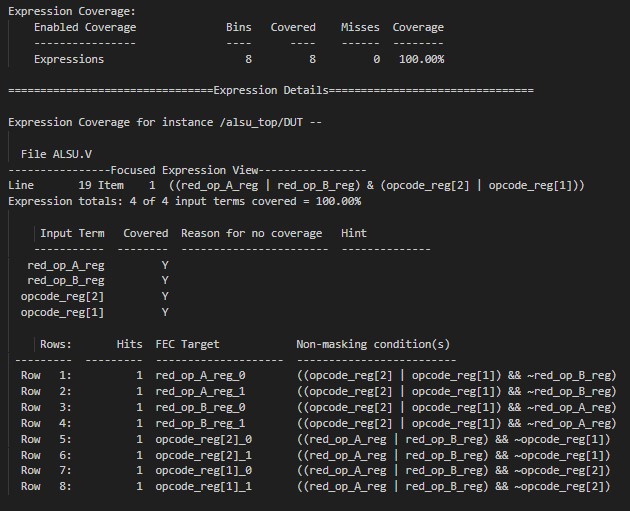 Expression Coverage:
    Enabled Coverage              Bins   Covered    Misses  Coverage
    ----------------              ----   -------    ------  --------
    Expressions                      8         8         0   100.00%

================================Expression Details================================

Expression Coverage for instance /alsu_top/DUT --

  File ALSU.V
----------------Focused Expression View-----------------
Line       19 Item    1  ((red_op_A_reg | red_op_B_reg) & (opcode_reg[2] | opcode_reg[1]))
Expression totals: 4 of 4 input terms covered = 100.00%

     Input Term   Covered  Reason for no coverage   Hint
    -----------  --------  -----------------------  --------------
   red_op_A_reg         Y
   red_op_B_reg         Y
  opcode_reg[2]         Y
  opcode_reg[1]         Y

     Rows:       Hits  FEC Target            Non-masking condition(s)
 ---------  ---------  --------------------  -------------------------
  Row   1:          1  red_op_A_reg_0        ((opcode_reg[2] | opcode_reg[1]) && ~red_op_B_reg)
  Row   2:          1  red_op_A_reg_1        ((opcode_reg[2] | opcode_reg[1]) && ~red_op_B_reg)
  Row   3:          1  red_op_B_reg_0        ((opcode_reg[2] | opcode_reg[1]) && ~red_op_A_reg)
  Row   4:          1  red_op_B_reg_1        ((opcode_reg[2] | opcode_reg[1]) && ~red_op_A_reg)
  Row   5:          1  opcode_reg[2]_0       ((red_op_A_reg | red_op_B_reg) && ~opcode_reg[1])
  Row   6:          1  opcode_reg[2]_1       ((red_op_A_reg | red_op_B_reg) && ~opcode_reg[1])
  Row   7:          1  opcode_reg[1]_0       ((red_op_A_reg | red_op_B_reg) && ~opcode_reg[2])
  Row   8:          1  opcode_reg[1]_1       ((red_op_A_reg | red_op_B_reg) && ~opcode_reg[2])